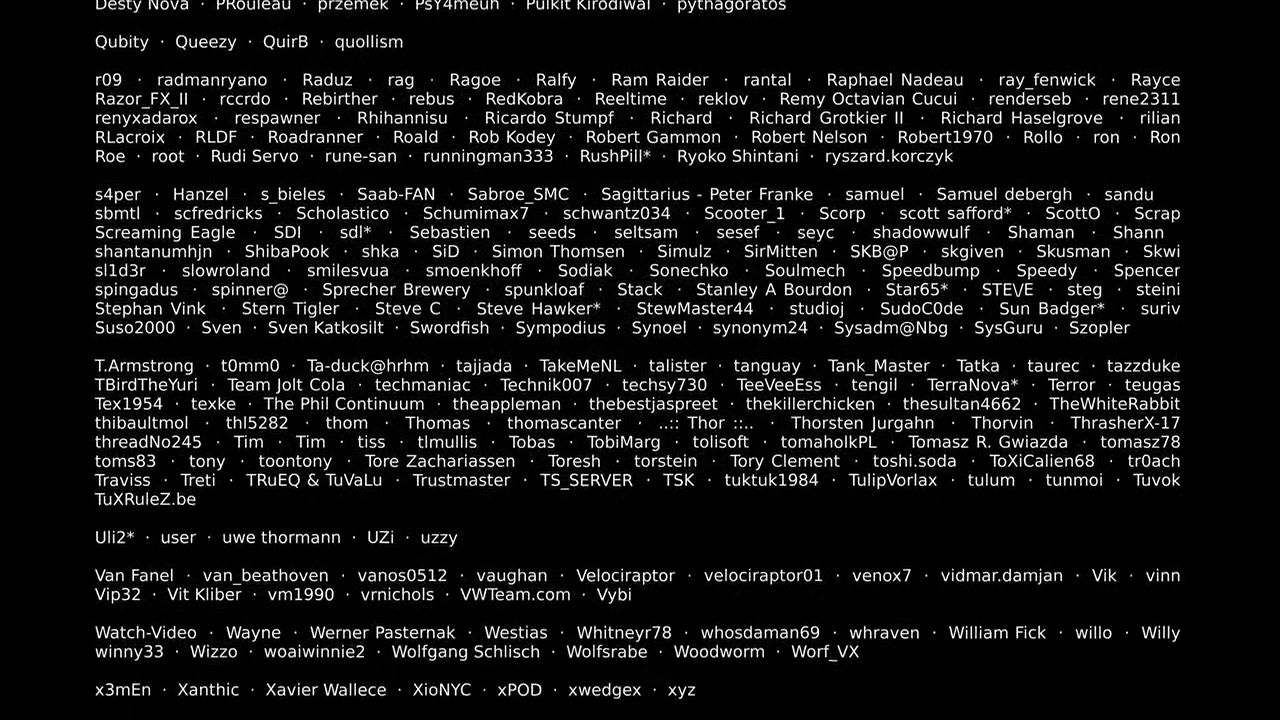 Desty Nova · PRouleau · przemek · PsY4meuh · Pulkit Kirodiwal · pythagoratos
Qubity · Queezy · QuirB · quollism
r09 · radmanryano · Raduz · rag · Ragoe · Ralfy · Ram Raider · rantal · Raphael Nadeau · ray_fenwick · Rayce
Razor_FX_II · rccrdo · Rebirther · rebus · RedKobra · Reeltime · reklov · Remy Octavian Cucui · renderseb · rene2311
renyxadarox · respawner · Rhihannisu · Ricardo Stumpf · Richard · Richard Grotkier II · Richard Haselgrove · rilian
RLacroix · RLDF · Roadranner · Roald · Rob Kodey · Robert Gammon · Robert Nelson · Robert1970 · Rollo · ron · Ron
Roe · root · Rudi Servo · rune-san · runningman333 · RushPill* · Ryoko Shintani · ryszard.korczyk
s4per · Hanzel · s_bieles · Saab-FAN · Sabroe_SMC · Sagittarius - Peter Franke · samuel · Samuel debergh · sandu
sbmtl · scfredricks · Scholastico · Schumimax7 · schwantz034 · Scooter_1 · Scorp · scott safford* · ScottO · Scrap
Screaming Eagle · SDI · sdl* · Sebastien · seeds · seltsam · sesef · seyc · shadowwulf · Shaman · Shann
shantanumhjn · ShibaPook · shka · SiD · Simon Thomsen · Simulz · SirMitten · SKB@P · skgiven · Skusman · Skwi
sl1d3r · slowroland · smilesvua · smoenkhoff · Sodiak · Sonechko · Soulmech · Speedbump · Speedy · Spencer
spingadus · spinner@ · Sprecher Brewery · spunkloaf · Stack · Stanley A Bourdon · Star65* · STE\/E · steg · steini
Stephan Vink · Stern Tigler · Steve C · Steve Hawker* · StewMaster44 · studioj · SudoC0de · Sun Badger* · suriv
Suso2000 · Sven · Sven Katkosilt · Swordfish · Sympodius · Synoel · synonym24 · Sysadm@Nbg · SysGuru · Szopler
T.Armstrong · t0mm0 · Ta-duck@hrhm · tajjada · TakeMeNL · talister · tanguay · Tank_Master · Tatka · taurec · tazzduke
TBirdTheYuri · Team Jolt Cola · techmaniac · Technik007 · techsy730 · TeeVeeEss · tengil · TerraNova* · Terror · teugas
Tex1954 · texke · The Phil Continuum · theappleman · thebestjaspreet · thekillerchicken · thesultan4662 · TheWhiteRabbit
thibaultmol · thl5282 · thom · Thomas · thomascanter · ..:: Thor ::.. · Thorsten Jurgahn · Thorvin · ThrasherX-17
threadNo245 · Tim · Tim · tiss · tlmullis · Tobas · TobiMarg · tolisoft · tomaholkPL · Tomasz R. Gwiazda · tomasz78
toms83 · tony · toontony · Tore Zachariassen · Toresh · torstein · Tory Clement · toshi.soda · ToXiCalien68 · tr0ach
Traviss · Treti · TRuEQ & TuVaLu · Trustmaster · TS_SERVER · TSK · tuktuk1984 · TulipVorlax · tulum · tunmoi · Tuvok
TuXRuleZ.be
Uli2* · user · uwe thormann · UZi · uzzy
Van Fanel · van_beathoven · vanos0512 · vaughan · Velociraptor · velociraptor01 · venox7 · vidmar.damjan · Vik · vinn
Vip32 · Vit Kliber · vm1990 · vrnichols · VWTeam.com · Vybi
Watch-Video · Wayne · Werner Pasternak · Westias · Whitneyr78 · whosdaman69 · whraven · William Fick · willo · Willy
winny33 · Wizzo · woaiwinnie2 · Wolfgang Schlisch · Wolfsrabe · Woodworm · Worf_VX
x3mEn · Xanthic · Xavier Wallece · XioNYC · xPOD · xwedgex · xyz